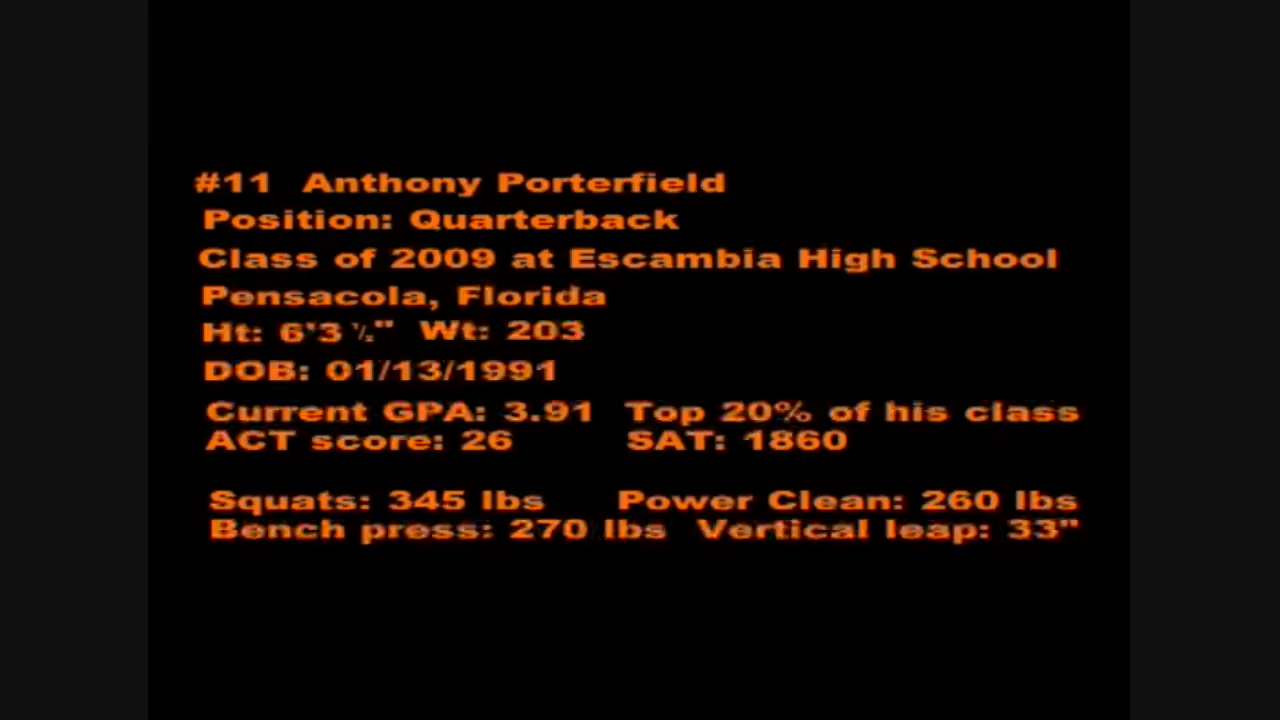 #11 Anthony Porterfield
Position: Quarterback
Class of 2009 at Escambia High School
Pensacola, Florida
Ht: 6'3 ½" Wt: 203
DOB: 01/13/1991
Current GPA: 3.91 Top 20% of his class
ACT score: 26 SAT: 1860
Squats: 345 lbs Power Clean: 260 lbs
Bench press: 270 lbs Vertical leap: 33"